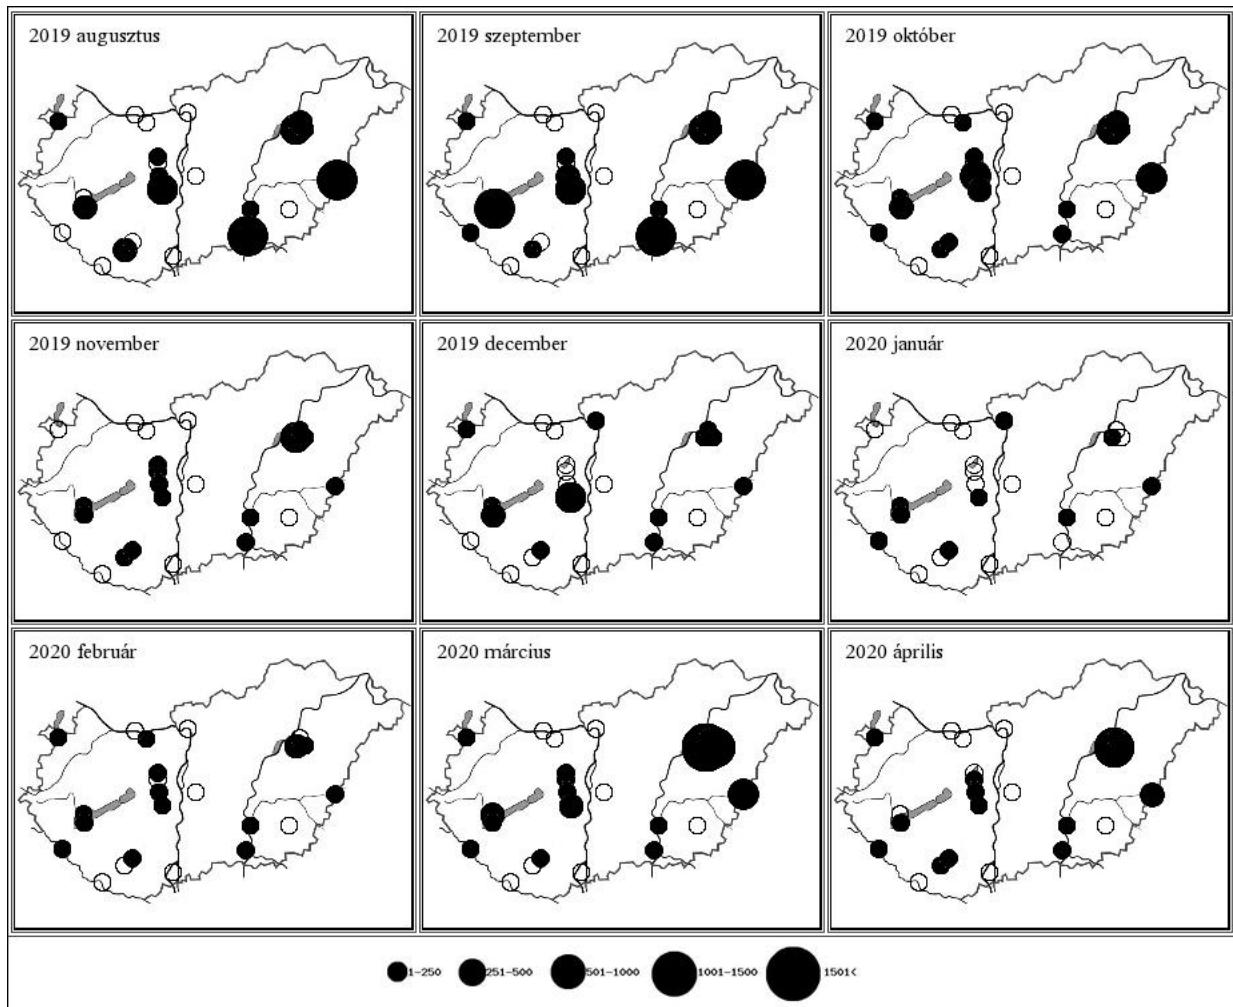 2019 augusztus
2019 szeptember
2019 október
2019 november
2019 december
2020 január
2020 február
2020 március
2020 április
1-250 251-500 501-1000 1001-1500 1501<